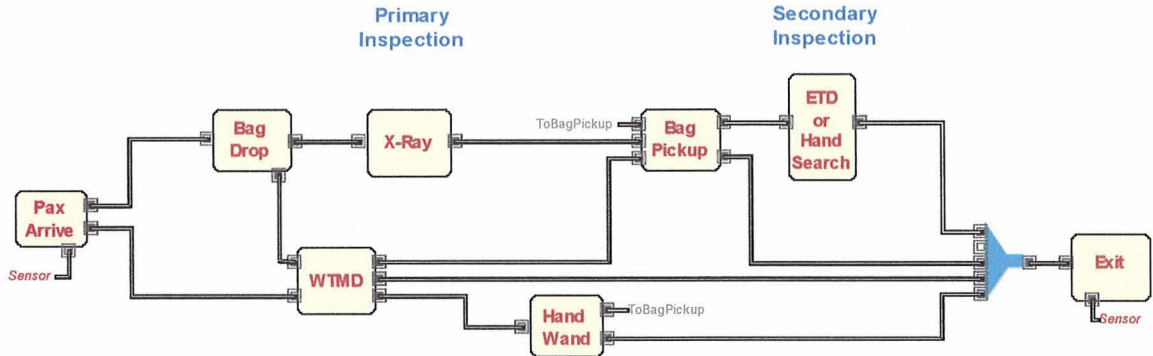 Primary
Inspection
Secondary
Inspection
ETD
or
Hand
Search
Bag
Drop
X-Ray
ToBagPickup
Bag
Pickup
Pax
Arrive
Sensor
WTMD
Hand
Wand
ToBagPickup
Exit
Sensor